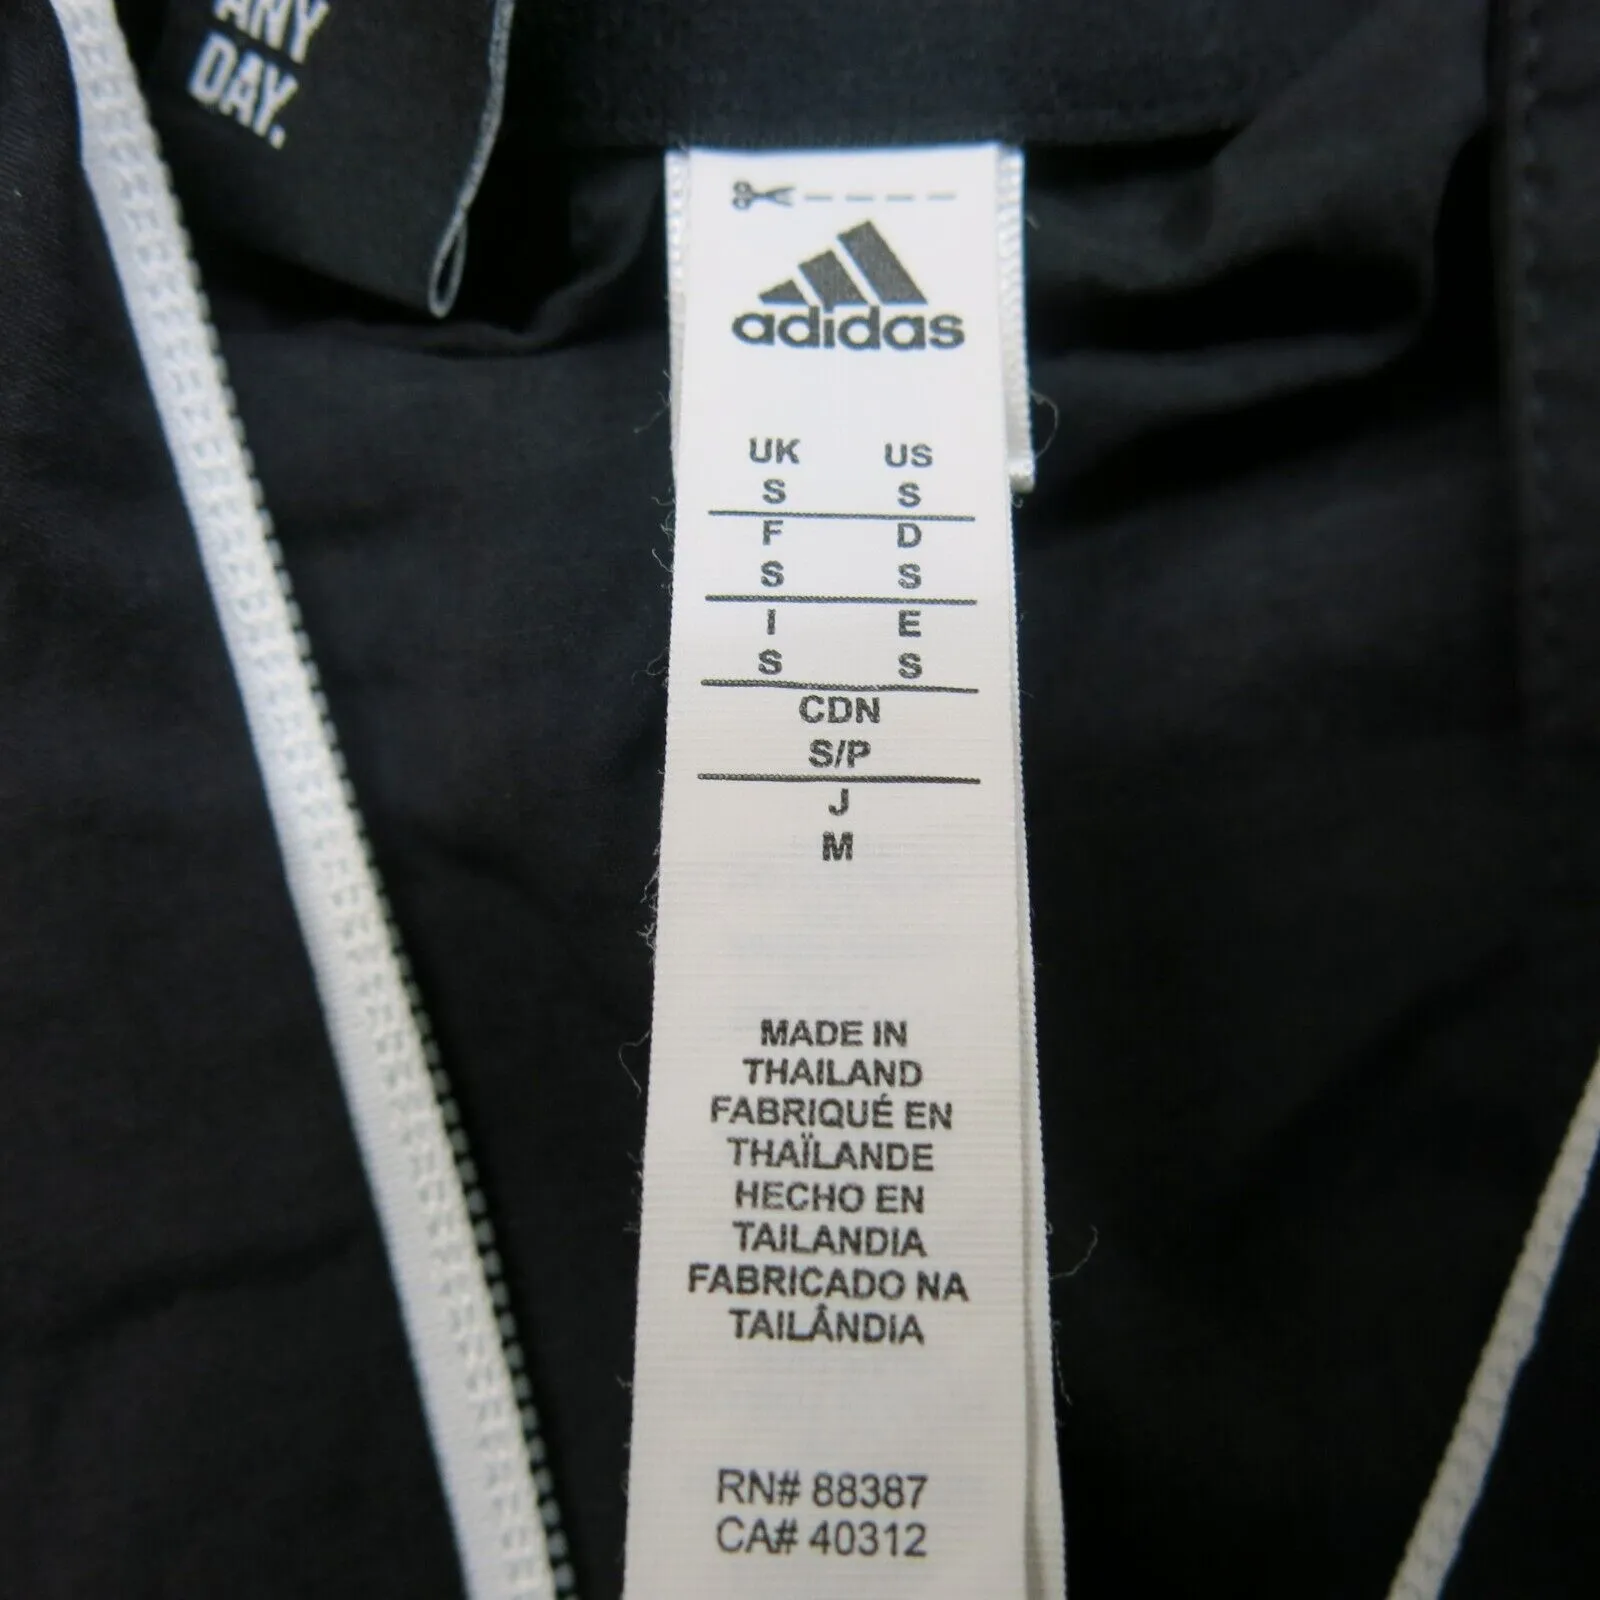 ANY
DAY.
adidas
UK US
S S
F D
S S
I E
S S
CDN
S/P
J
M
MADE IN
THAILAND
FABRIQUÉ EN
THAÏLANDE
HECHO EN
TAILANDIA
FABRICADO NA
TAILÂNDIA
RN# 88387
CA# 40312